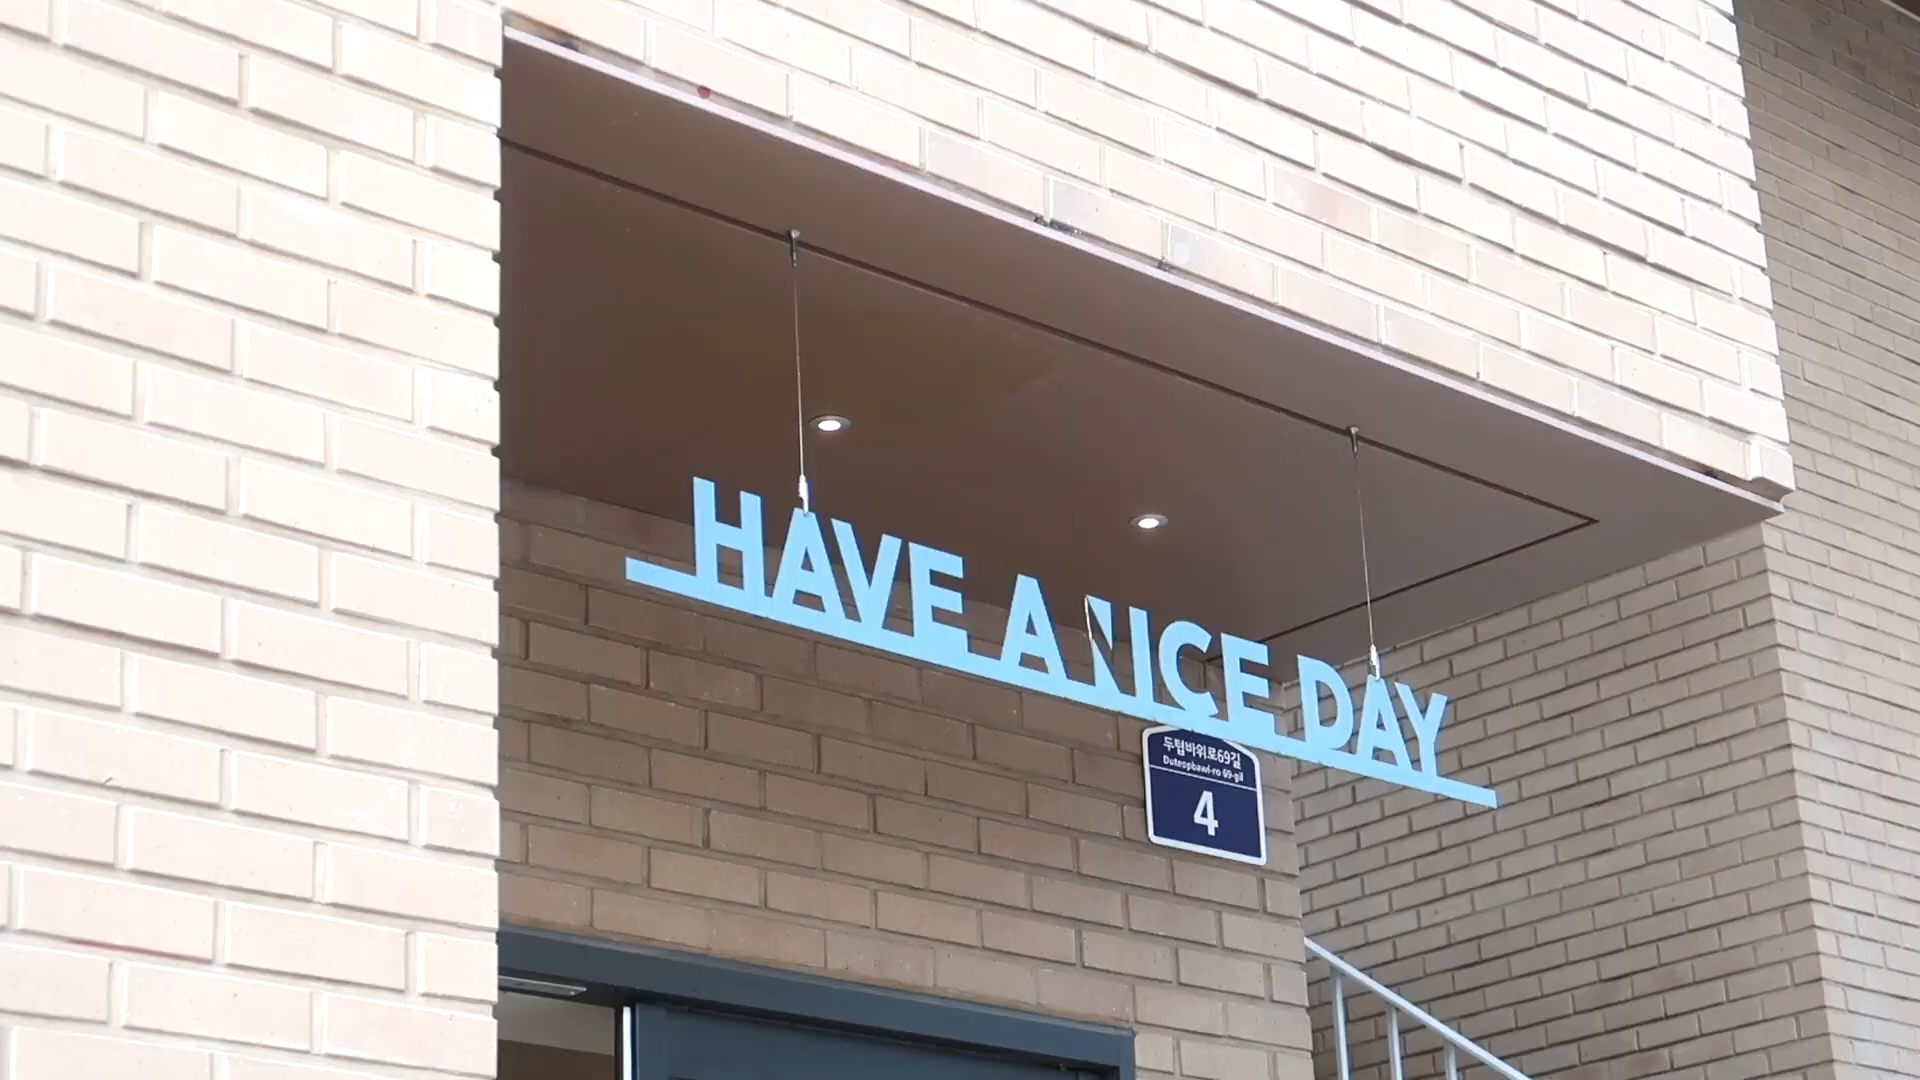 HAVE A NICE DAY
두텁바위로69길
Duteopbawi-ro 69-gil
4